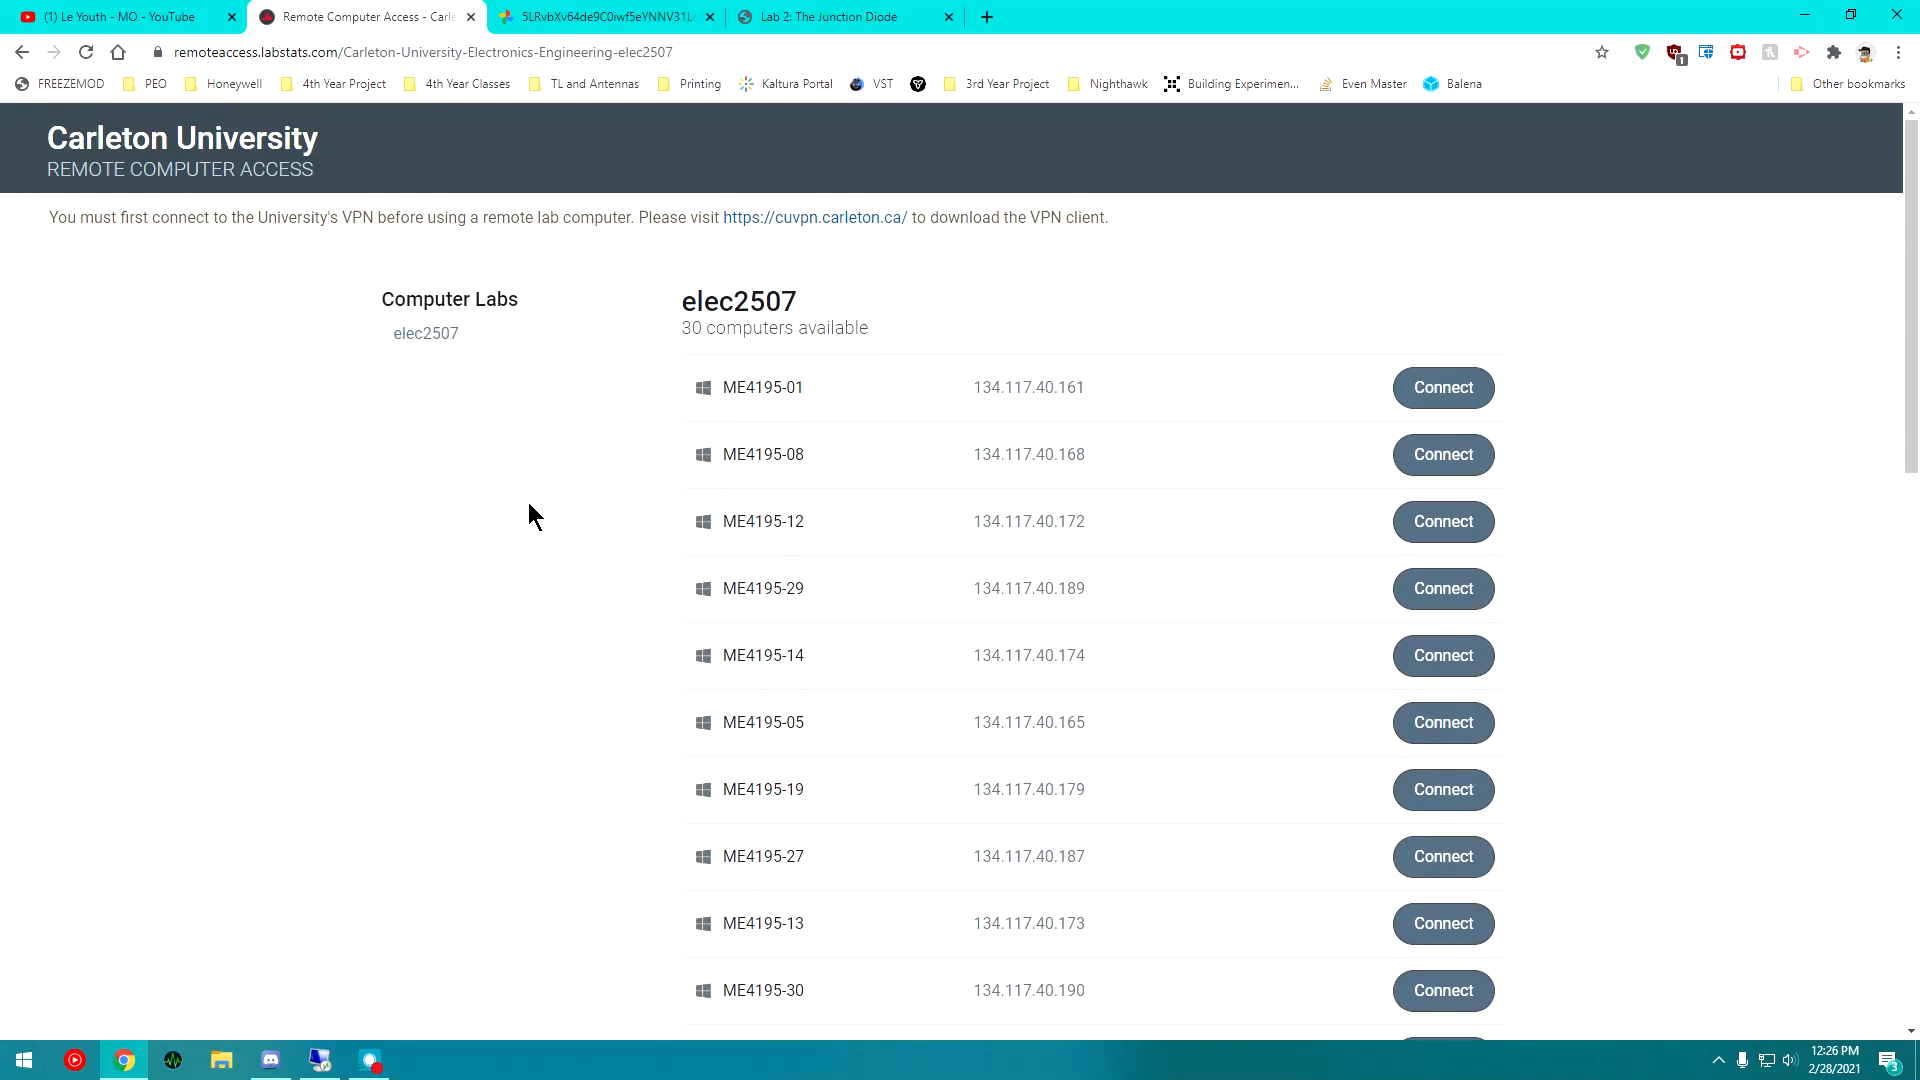 (1) Le Youth - MO - YouTube
Remote Computer Access - Carle
5LRvbXv64de9C0iwf5eYNNV31L
Lab 2: The Junction Diode
remoteaccess.labstats.com/Carleton-University-Electronics-Engineering-elec2507
1
FREEZEMOD
PEO
Honeywell
4th Year Project
4th Year Classes
TL and Antennas
Printing
Kaltura Portal
VST
3rd Year Project
Nighthawk
Building Experimen...
Even Master
Balena
Other bookmarks
Carleton University
REMOTE COMPUTER ACCESS
You must first connect to the University's VPN before using a remote lab computer. Please visit https://cuvpn.carleton.ca/ to download the VPN client.
Computer Labs
elec2507
elec2507
30 computers available
ME4195-01 134.117.40.161 Connect
ME4195-08 134.117.40.168 Connect
ME4195-12 134.117.40.172 Connect
ME4195-29 134.117.40.189 Connect
ME4195-14 134.117.40.174 Connect
ME4195-05 134.117.40.165 Connect
ME4195-19 134.117.40.179 Connect
ME4195-27 134.117.40.187 Connect
ME4195-13 134.117.40.173 Connect
ME4195-30 134.117.40.190 Connect
12:26 PM
2/28/2021
3